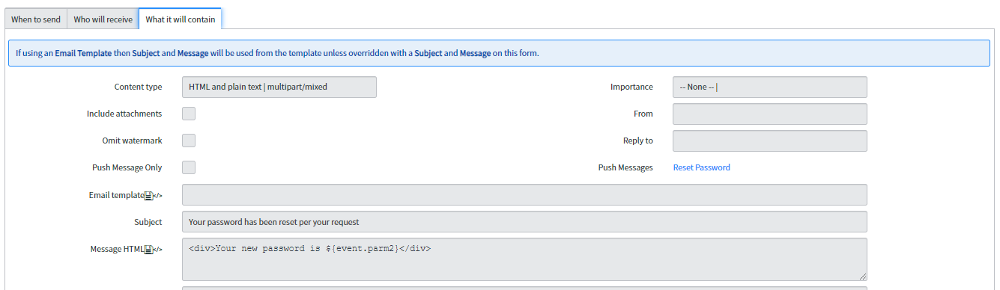 When to send Who will receive What it will contain
If using an Email Template then Subject and Message will be used from the template unless overridden with a Subject and Message on this form.
Content type HTML and plain text | multipart/mixed Importance -- None -- |
Include attachments From
Omit watermark Reply to
Push Message Only Push Messages Reset Password
Email template </>
Subject Your password has been reset per your request
Message HTML </> <div>Your new password is ${event.parm2}</div>